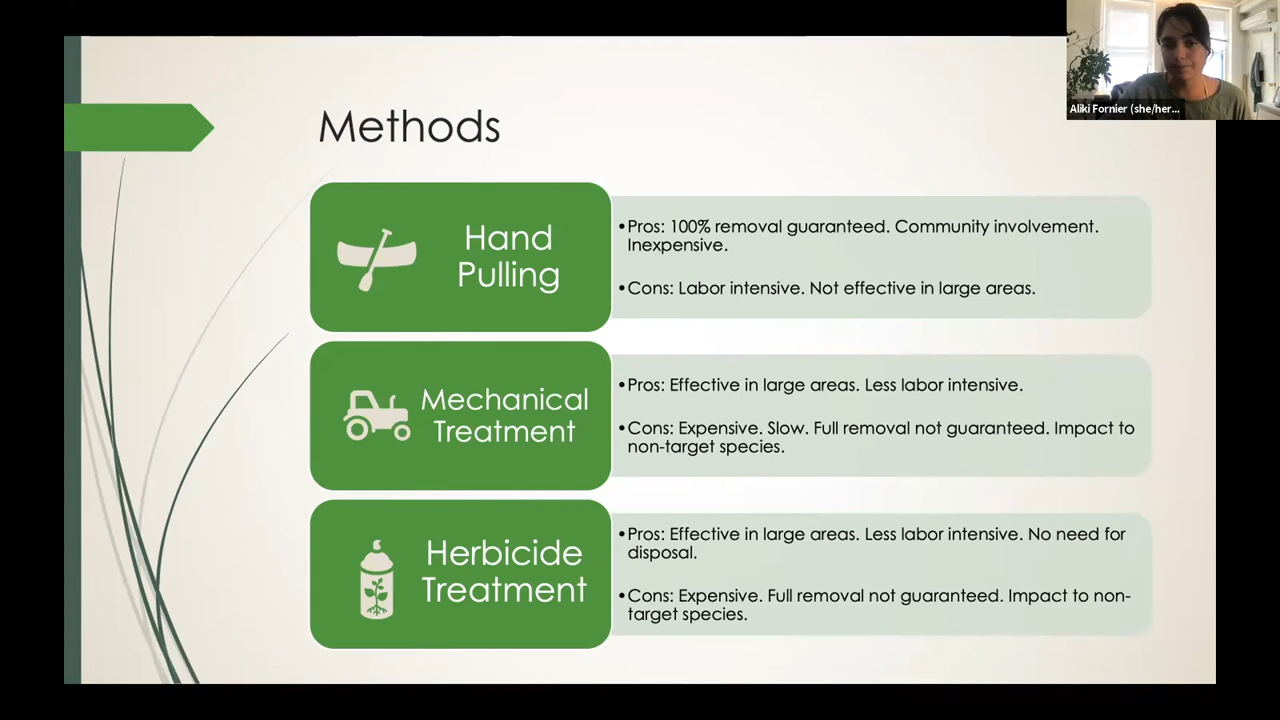 Aliki Fornier (she/her...
Methods
Hand
Pulling
•Pros: 100% removal guaranteed. Community involvement.
Inexpensive.
•Cons: Labor intensive. Not effective in large areas.
Mechanical
Treatment
•Pros: Effective in large areas. Less labor intensive.
•Cons: Expensive. Slow. Full removal not guaranteed. Impact to
non-target species.
Herbicide
Treatment
•Pros: Effective in large areas. Less labor intensive. No need for
disposal.
•Cons: Expensive. Full removal not guaranteed. Impact to non-
target species.